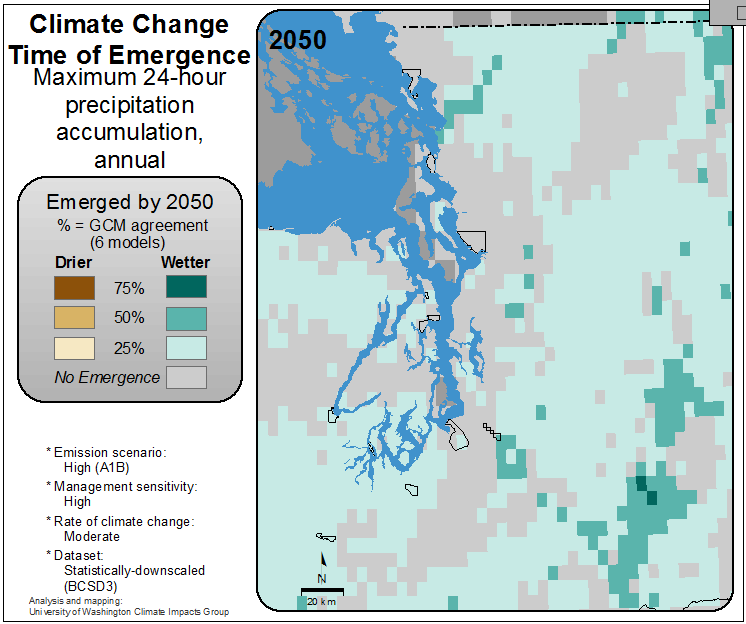 Climate Change
Time of Emergence
Maximum 24-hour
precipitation
accumulation,
annual
2050
Emerged by 2050
% = GCM agreement
(6 models)
Drier Wetter
75%
50%
25%
No Emergence
* Emission scenario:
High (A1B)
* Management sensitivity:
High
* Rate of climate change:
Moderate
* Dataset:
Statistically-downscaled
(BCSD3)
Analysis and mapping:
University of Washington Climate Impacts Group
N
20 km